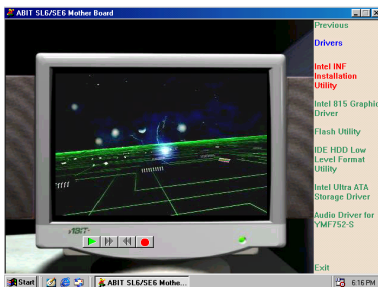 ABIT SL6/SE6 Mother Board
Previous
Drivers
Intel INF
Installation
Utility
Intel 815 Graphic
Driver
Flash Utility
IDE HDD Low
Level Format
Utility
Intel Ultra ATA
Storage Driver
Audio Driver for
YMF752-S
ABIT
Exit
Start
ABIT SL6/SE6 Mothe...
6:16 PM